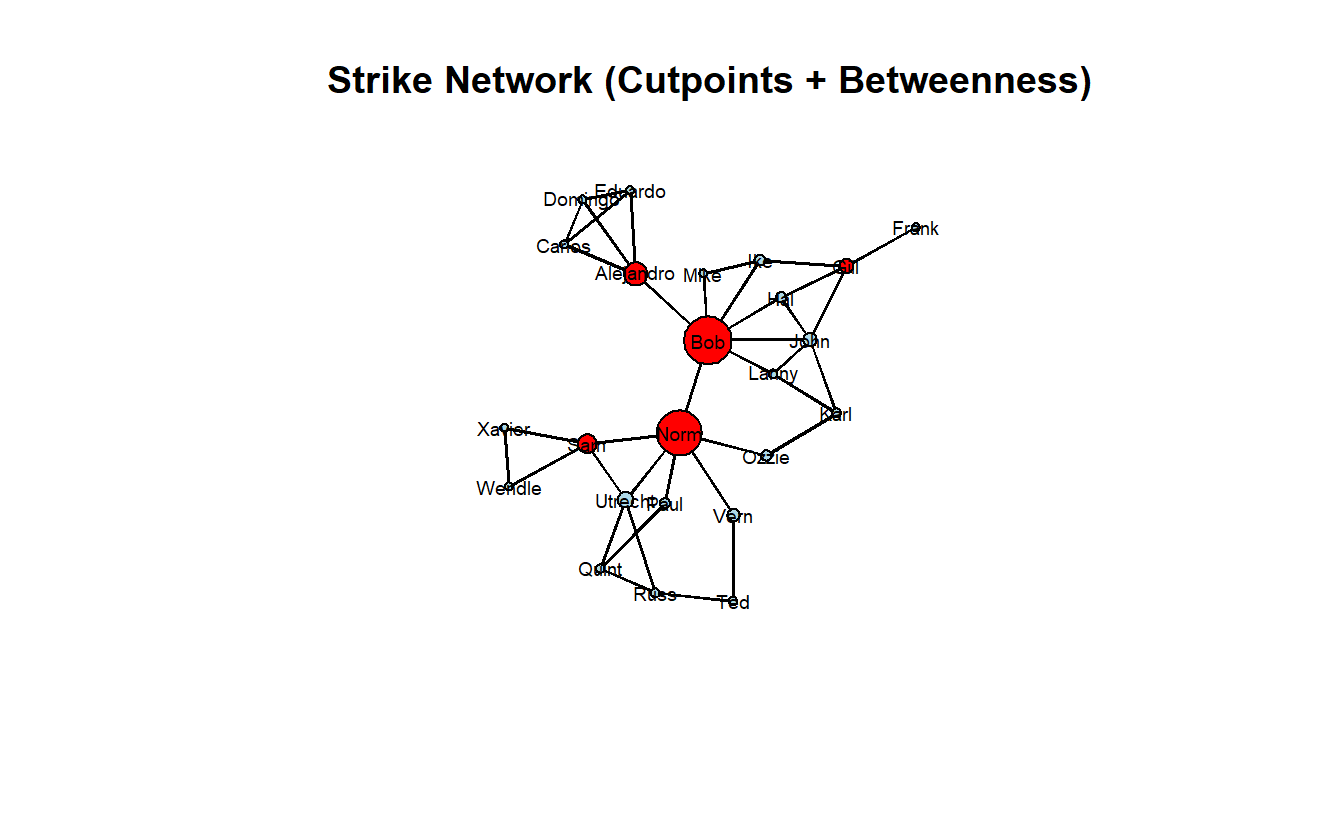 Strike Network (Cutpoints + Betweenness)
Eduardo
Domingo
Frank
Carlos
Ike
Gill
Alejandro
Mike
Hal
Bob
John
Lanny
Karl
Xavier
Norm
Sam
Ozzie
Wendle
Utrecht
Paul
Vern
Quint
Russ
Ted